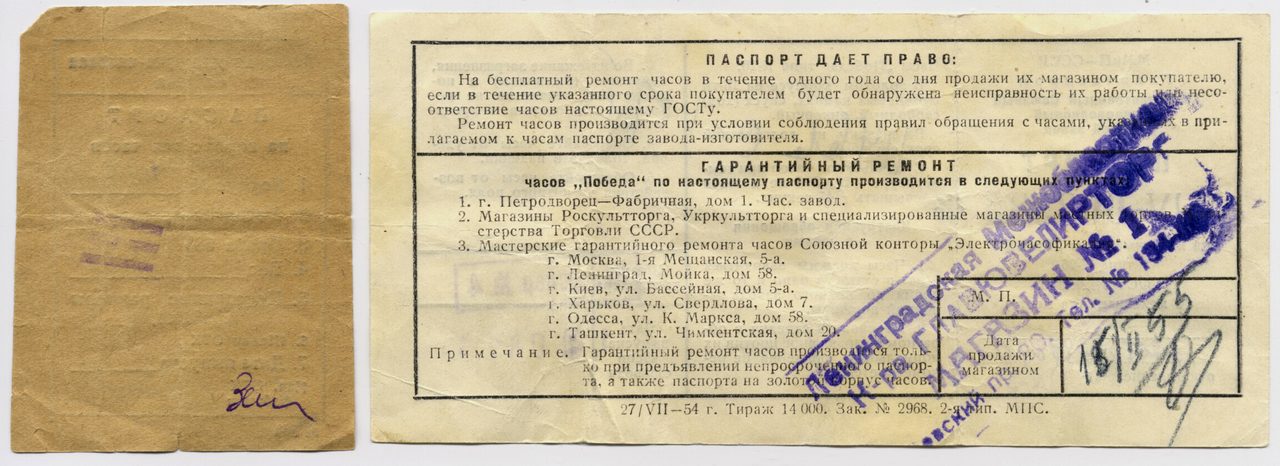 ПАСПОРТ ДАЕТ ПРАВО:
На бесплатный ремонт часов в течение одного года со дня продажи их магазином покупателю,
если в течение указанного срока покупателем будет обнаружена неисправность их работы или несо-
ответствие часов настоящему ГОСТу.
Ремонт часов производится при условии соблюдения правил обращения с часами, указанных в при-
лагаемом к часам паспорте завода-изготовителя.
ГАРАНТИЙНЫЙ РЕМОНТ
часов „Победа“ по настоящему паспорту производится в следующих пунктах:
1. г. Петродворец—Фабричная, дом 1. Час. завод.
2. Магазины Роскультторга, Укркультторга и специализированные магазины местных торгов
стерства Торговли СССР.
3. Мастерские гарантийного ремонта часов Союзной конторы „Электрочасофикация“.
г. Москва, 1-я Мещанская, 5-а.
г. Ленинград, Мойка, дом 58.
г. Киев, ул. Бассейная, дом 5-а.
г. Харьков, ул. Свердлова, дом 7.
г. Одесса, ул. К. Маркса, дом 58.
г. Ташкент, ул. Чимкентская, дом 20.
Примечание. Гарантийный ремонт часов производится толь-
ко при предъявлении непросроченного паспор-
та, а также паспорта на золотой корпус часов.
М. П.
Дата
продажи
магазином
Ленинградская Межобластная
К-ра ГЛАВЮВЕЛИРТОРГ
МАГАЗИН № 1
Тел. №
27/VII—54 г. Тираж 14 000. Зак. № 2968. 2-я тип. МПС.